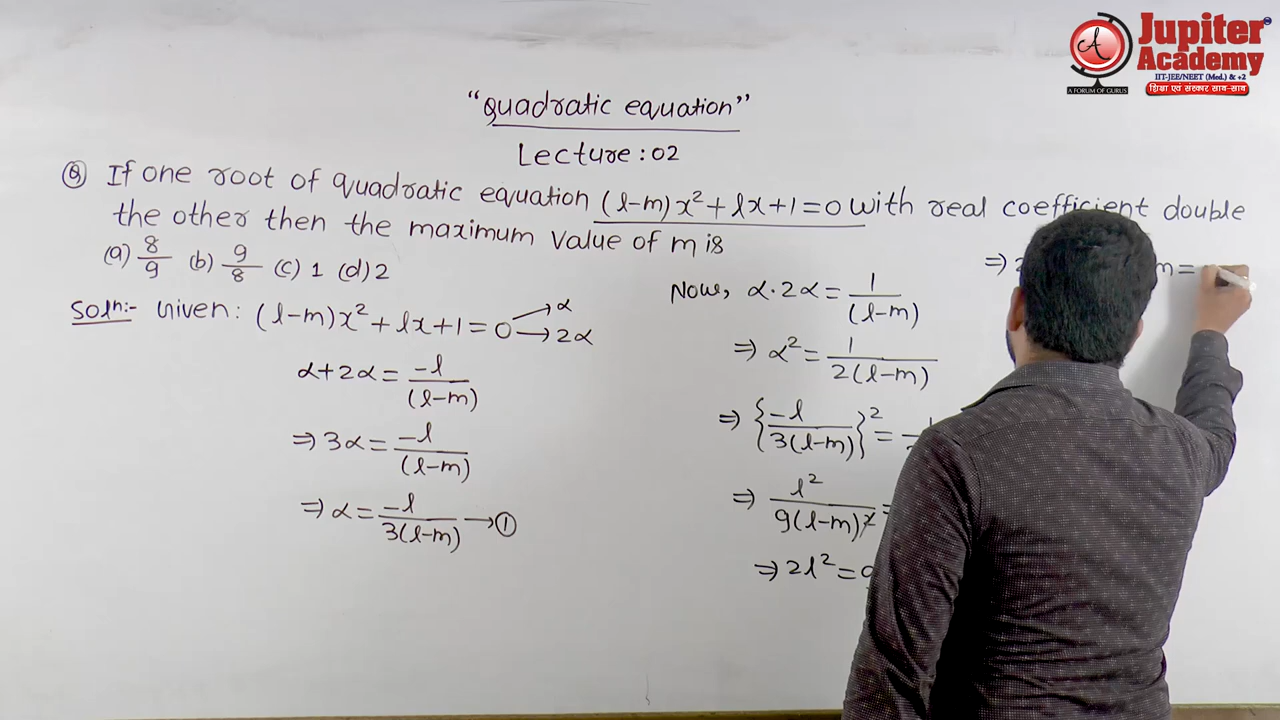 Jupiter
Academy
IIT-JEE/NEET (Med.) & +2
A FORUM OF GURUS
शिक्षा एवं संस्कार साथ-साथ
"Quadratic equation"
Lecture : 02
Q If one root of quadratic equation (l-m)x²+lx+1=0 with real coefficient double
the other then the maximum value of m is
(a) 8/9 (b) 9/8 (c) 1 (d) 2
Solⁿ:- Given: (l-m)x²+lx+1=0 →α →2α
α+2α = -l/(l-m)
⇒ 3α = -l/(l-m)
⇒ α = -l/3(l-m) →①
Now, α·2α = 1/(l-m)
⇒ α² = 1/2(l-m)
⇒ {-l/3(l-m)}² =
⇒ l²/9(l-m)² =
⇒ 2l² =
⇒ 2 m =